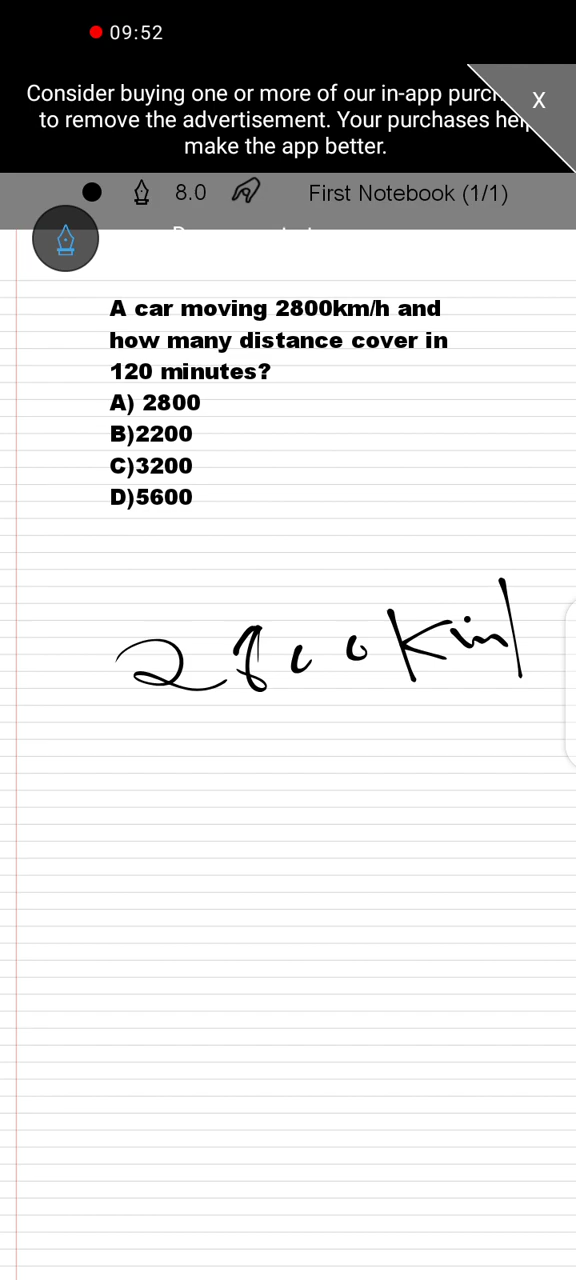 09:52
Consider buying one or more of our in-app
to remove the advertisement. Your purchases
make the app better.
X
8.0 First Notebook (1/1)
A car moving 2800km/h and
how many distance cover in
120 minutes?
A) 2800
B)2200
C)3200
D)5600
2800Km/